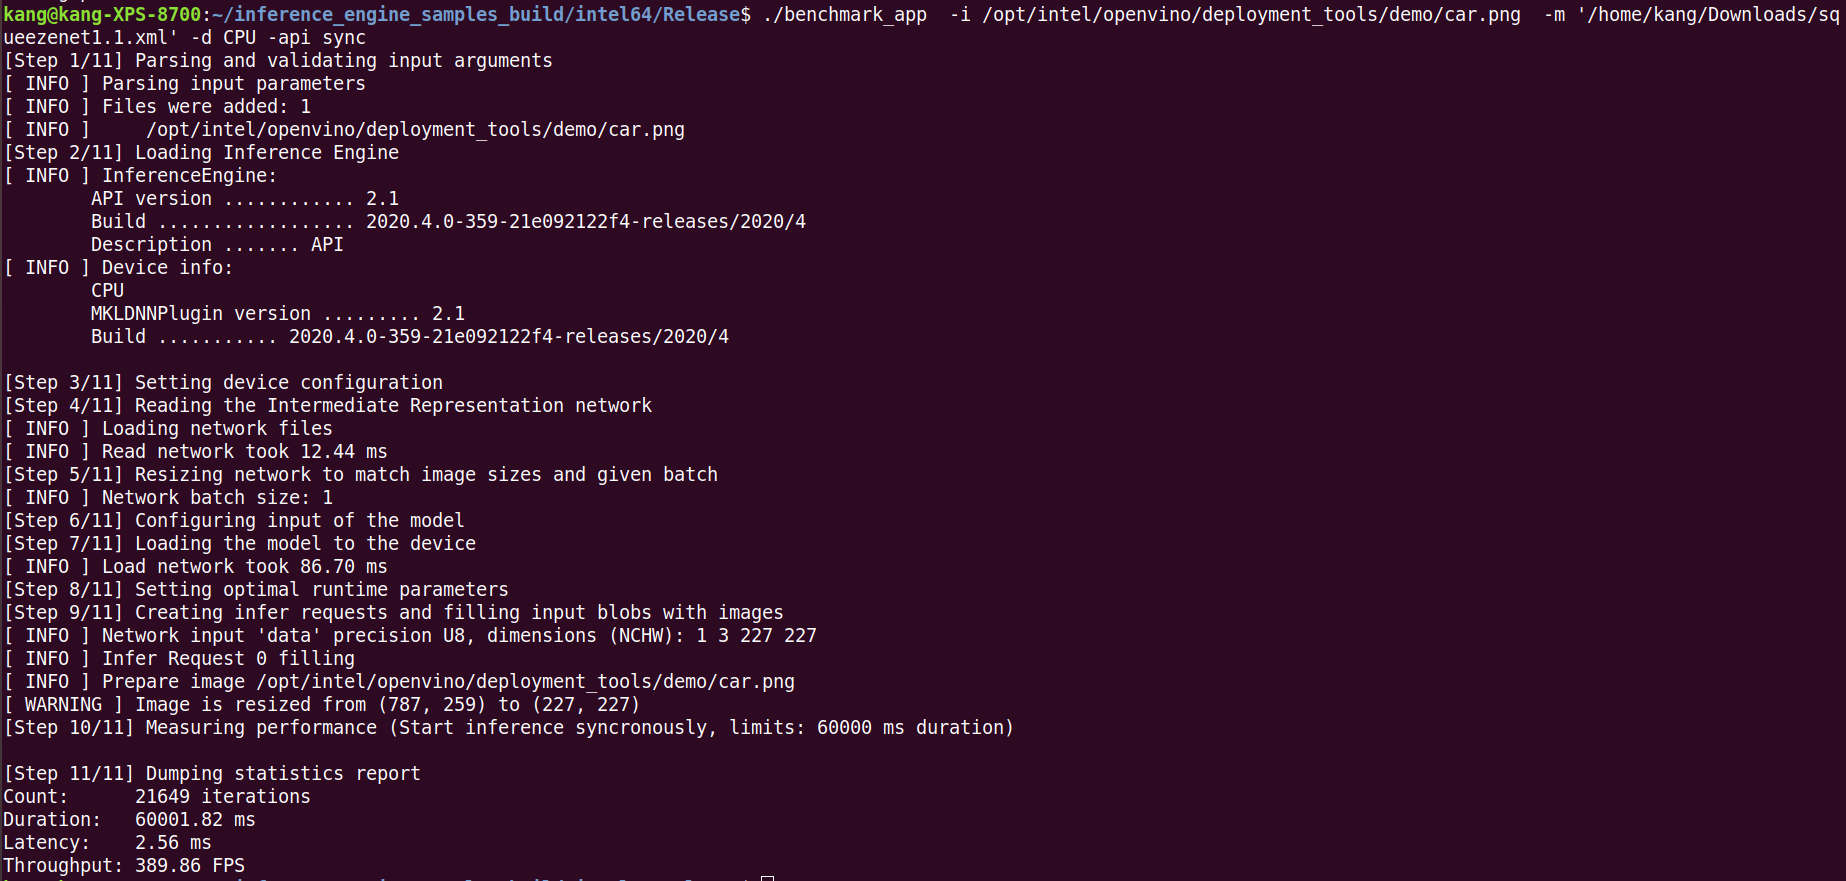 kang@kang-XPS-8700:~/inference_engine_samples_build/intel64/Release$ ./benchmark_app  -i /opt/intel/openvino/deployment_tools/demo/car.png  -m '/home/kang/Downloads/sq
ueezenet1.1.xml' -d CPU -api sync
[Step 1/11] Parsing and validating input arguments
[ INFO ] Parsing input parameters
[ INFO ] Files were added: 1
[ INFO ]     /opt/intel/openvino/deployment_tools/demo/car.png
[Step 2/11] Loading Inference Engine
[ INFO ] InferenceEngine:
        API version ............ 2.1
        Build .................. 2020.4.0-359-21e092122f4-releases/2020/4
        Description ....... API
[ INFO ] Device info:
        CPU
        MKLDNNPlugin version ......... 2.1
        Build ........... 2020.4.0-359-21e092122f4-releases/2020/4
[Step 3/11] Setting device configuration
[Step 4/11] Reading the Intermediate Representation network
[ INFO ] Loading network files
[ INFO ] Read network took 12.44 ms
[Step 5/11] Resizing network to match image sizes and given batch
[ INFO ] Network batch size: 1
[Step 6/11] Configuring input of the model
[Step 7/11] Loading the model to the device
[ INFO ] Load network took 86.70 ms
[Step 8/11] Setting optimal runtime parameters
[Step 9/11] Creating infer requests and filling input blobs with images
[ INFO ] Network input 'data' precision U8, dimensions (NCHW): 1 3 227 227
[ INFO ] Infer Request 0 filling
[ INFO ] Prepare image /opt/intel/openvino/deployment_tools/demo/car.png
[ WARNING ] Image is resized from (787, 259) to (227, 227)
[Step 10/11] Measuring performance (Start inference syncronously, limits: 60000 ms duration)
[Step 11/11] Dumping statistics report
Count:      21649 iterations
Duration:   60001.82 ms
Latency:    2.56 ms
Throughput: 389.86 FPS